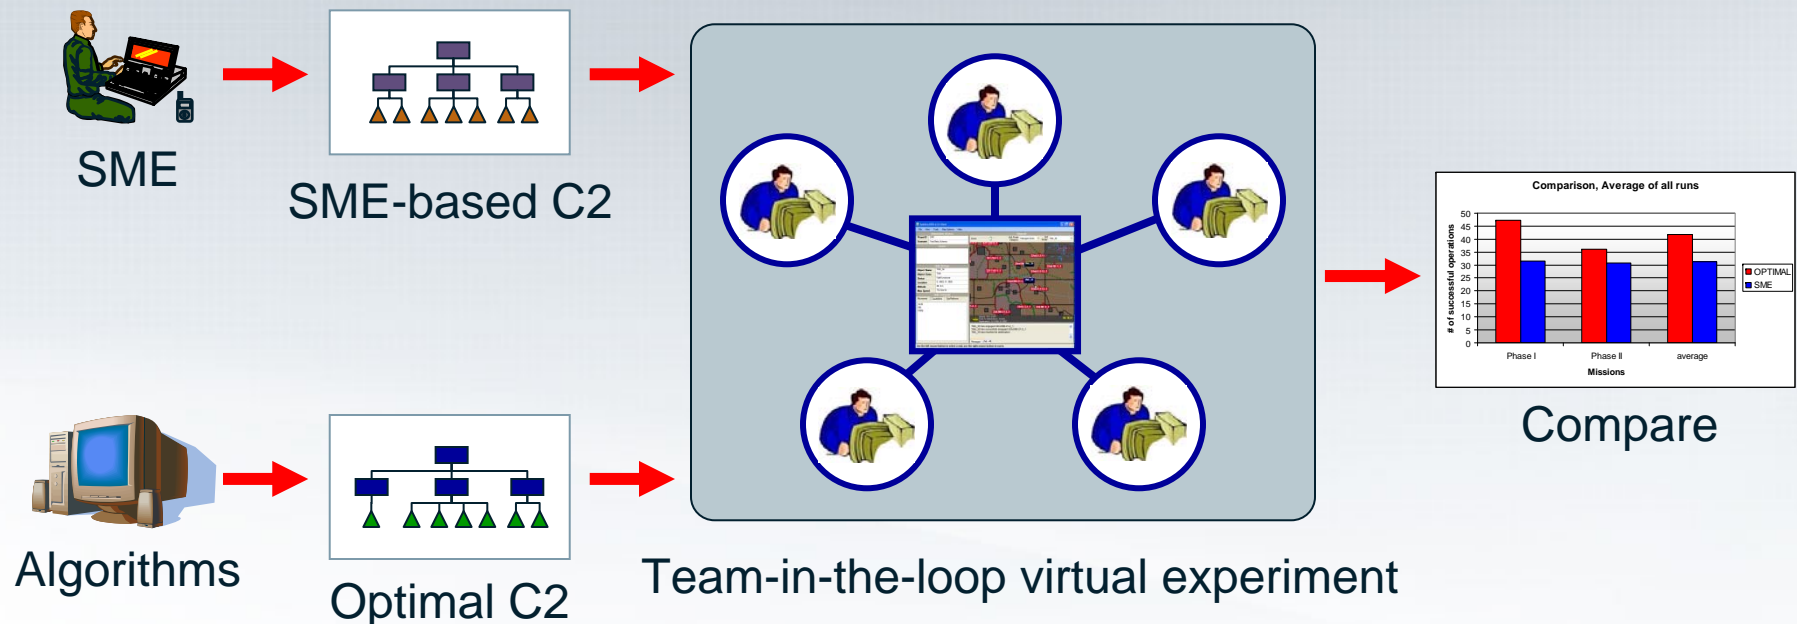 SME
SME-based C2
Algorithms
Optimal C2
Team-in-the-loop virtual experiment
Comparison, Average of all runs
# of successful operations
50
45
40
35
30
25
20
15
10
5
0
Phase I
Phase II
average
Missions
OPTIMAL
SME
Compare